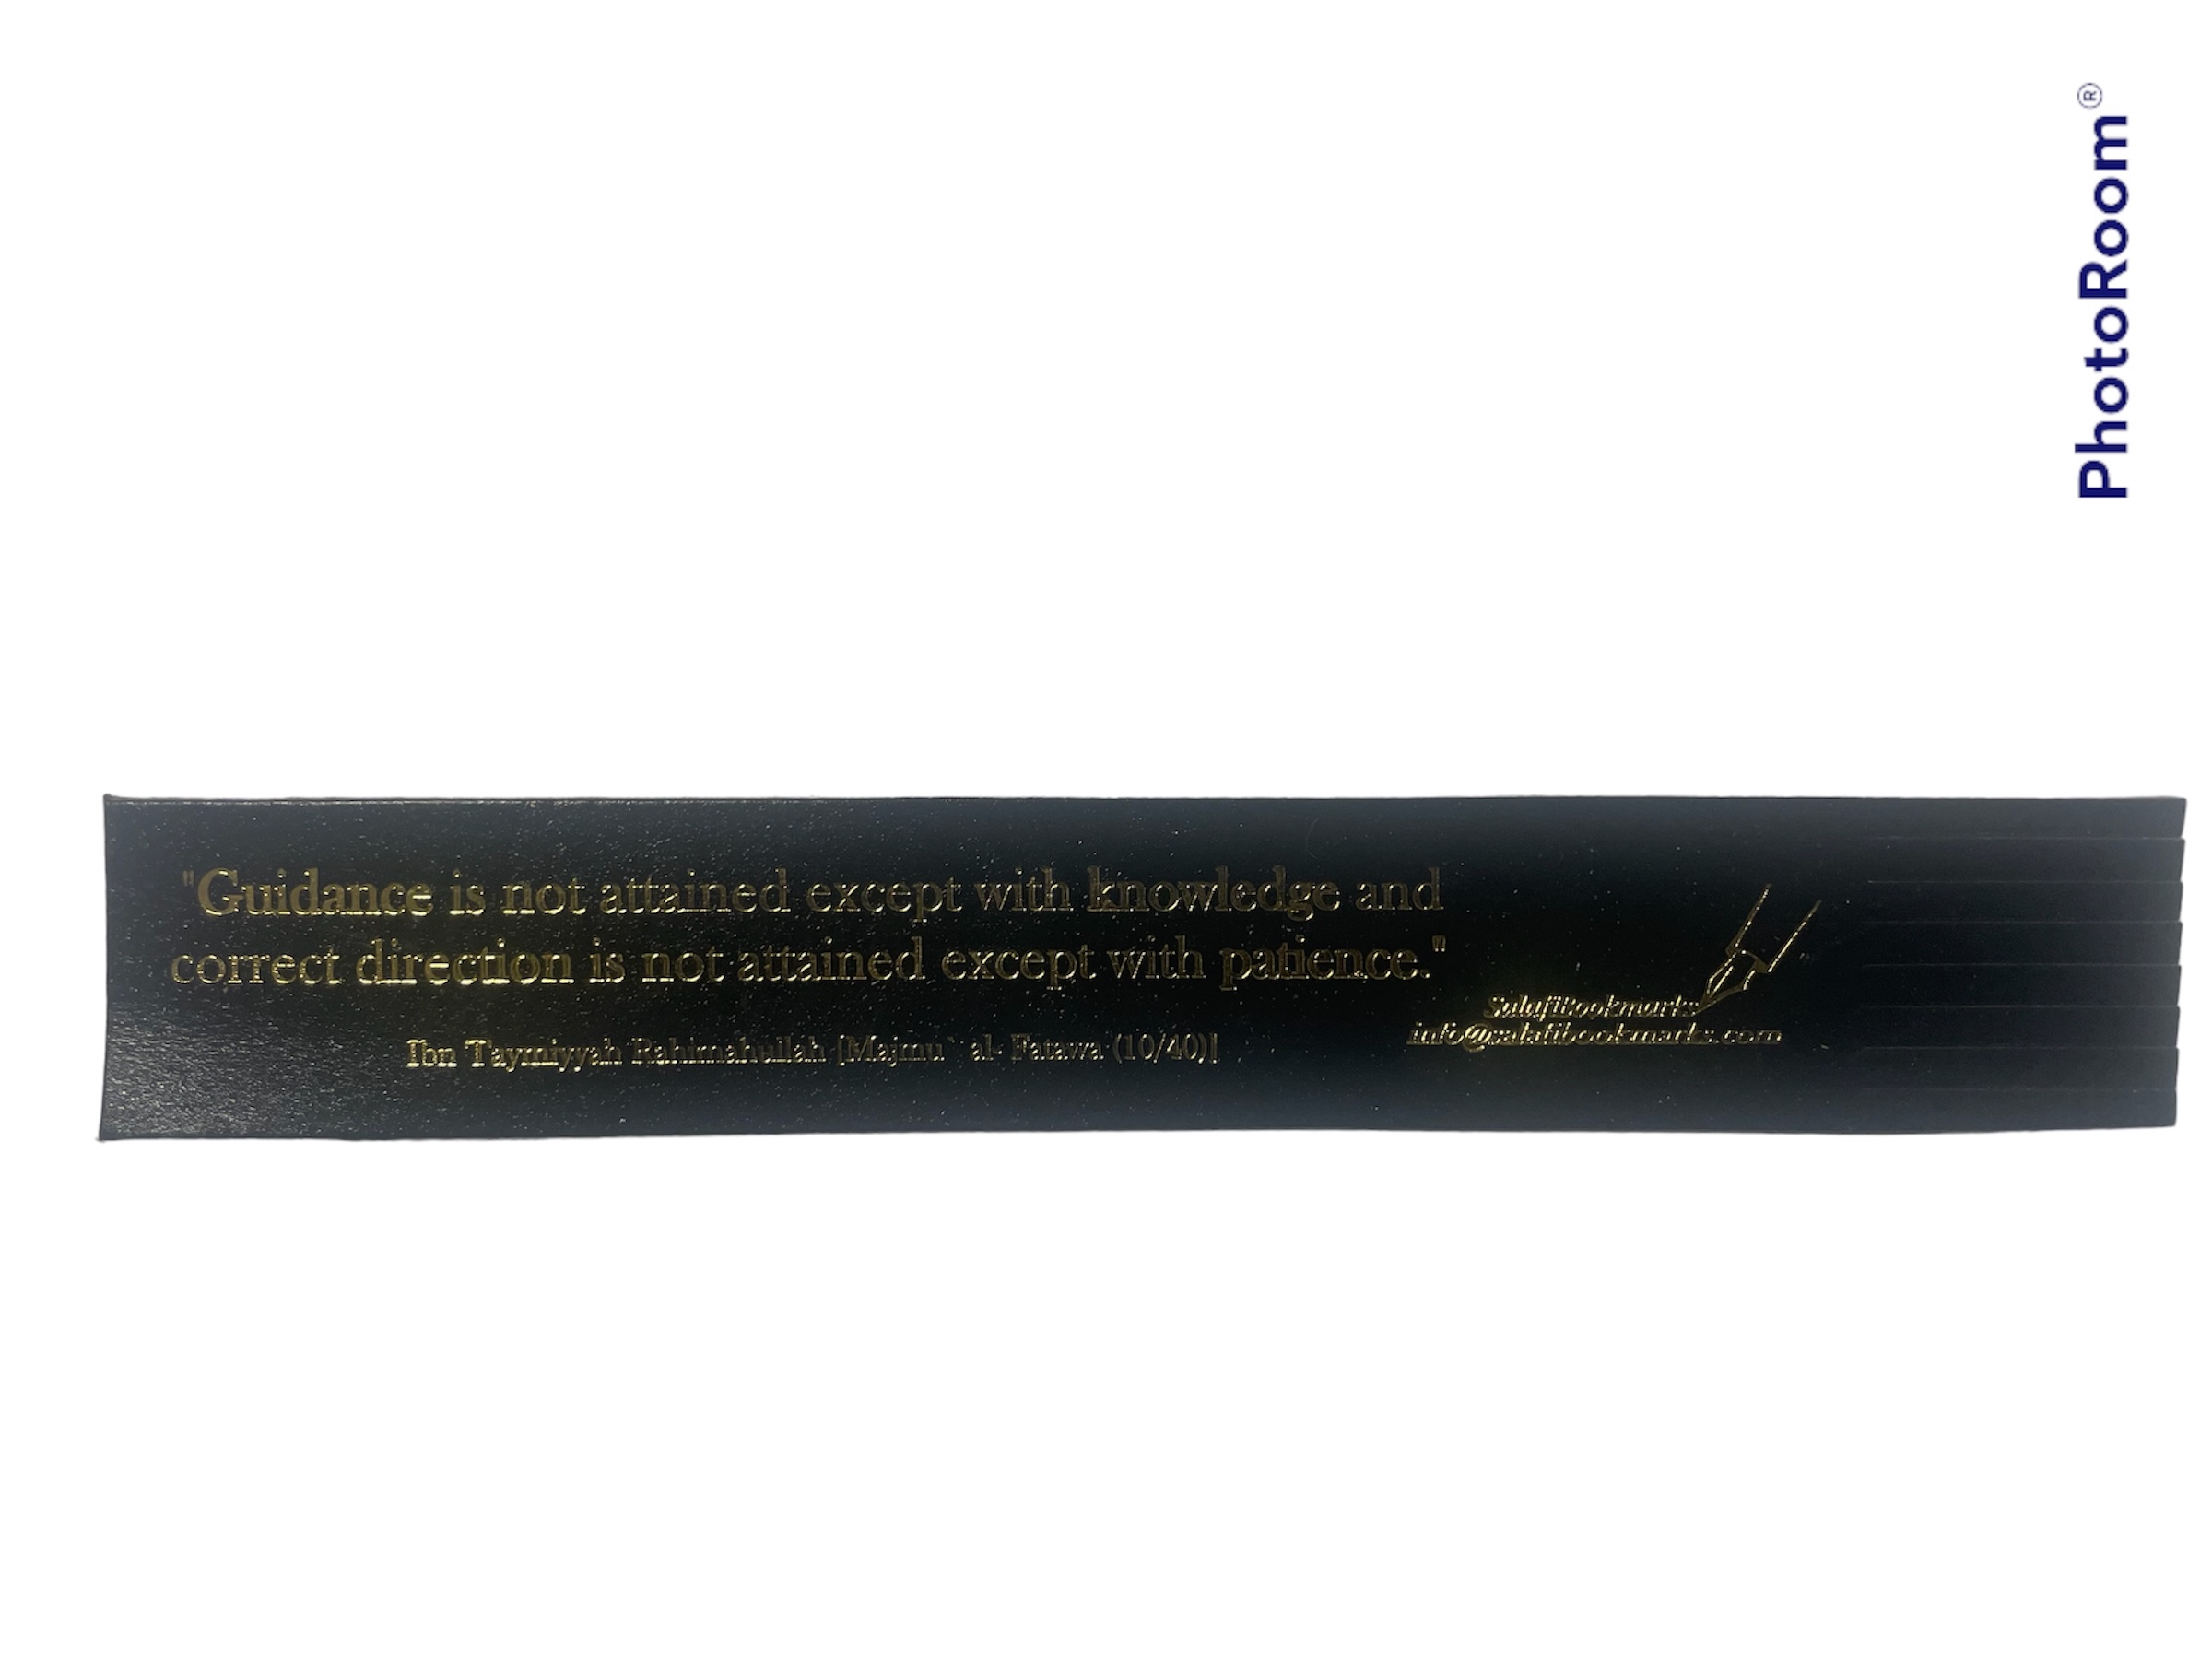 "Guidance is not attained except with knowledge and
correct direction is not attained except with patience."
Ibn Taymiyyah Rahimahullah [Majmu` al- Fatawa (10/40)]
SalafiBookmarks
info@salafibookmarks.com
PhotoRoom®